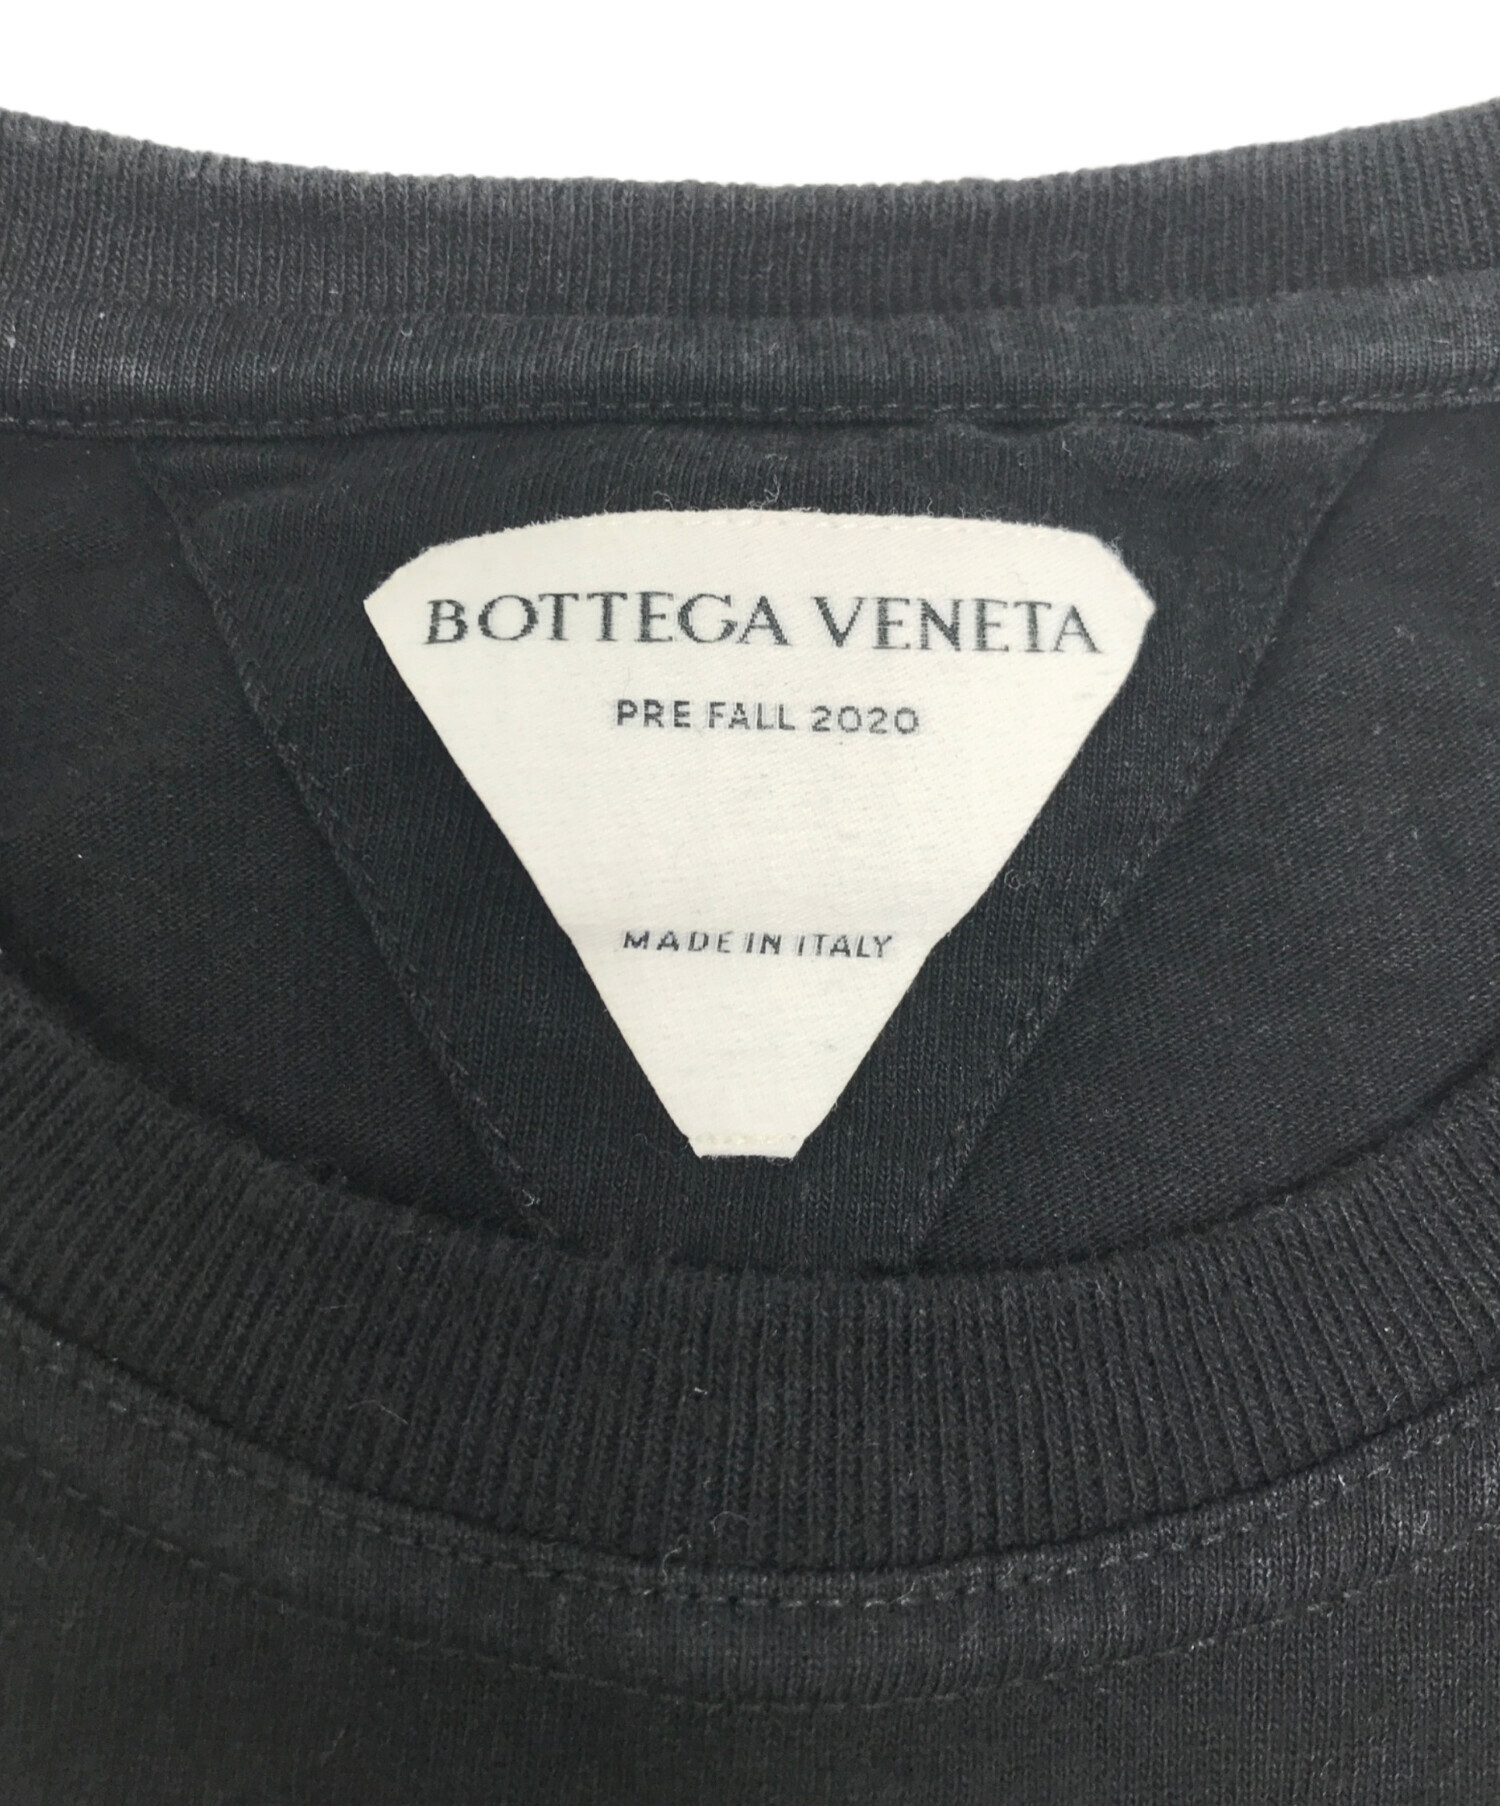 BOTTEGA VENETA
PRE FALL 2020
MADE IN ITALY